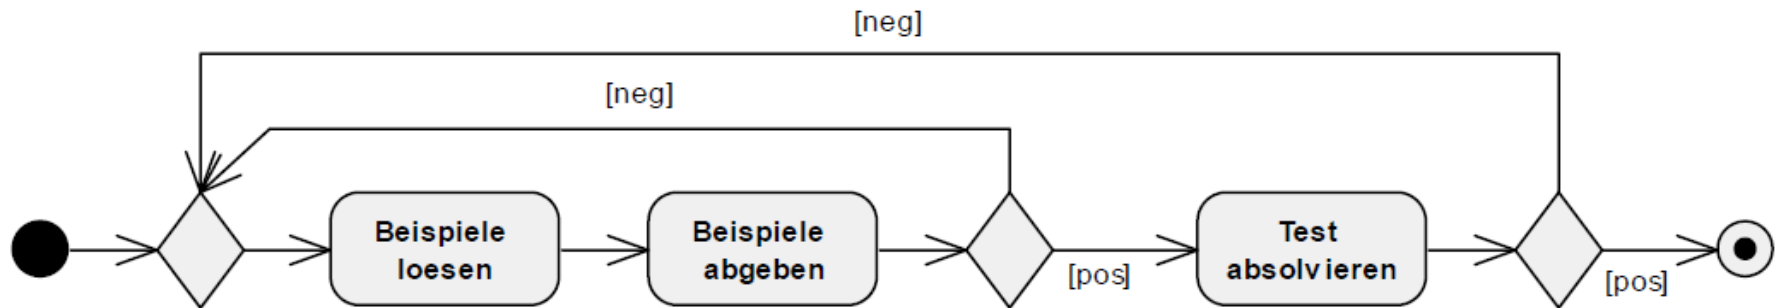 [neg]
[neg]
Beispiele
loesen
Beispiele
abgeben
[pos]
Test
absolvieren
[pos]